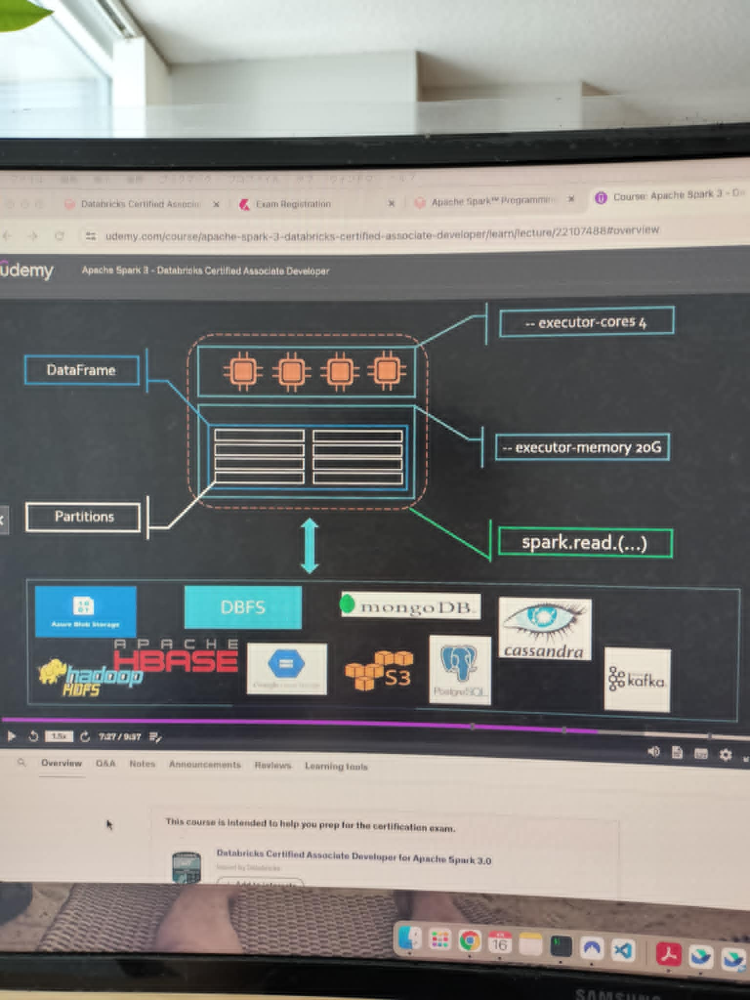 ファイル 編集 表示 履歴 ブックマーク プロファイル タブ ウィンドウ ヘルプ
Databricks Certified Associa
Exam Registration
Apache Spark™ Programmin
Course: Apache Spark 3 - Da
udemy.com/course/apache-spark-3-databricks-certified-associate-developer/learn/lecture/22107488#overview
udemy
Apache Spark 3 - Databricks Certified Associate Developer
-- executor-cores 4
DataFrame
-- executor-memory 20G
Partitions
spark.read.(...)
Azure Blob Storage
DBFS
mongoDB.
cassandra
APACHE
HBASE
hadoop
HDFS
S3
PostgreSQL
kafka
1.5x
7:27 / 9:37
Overview
Q&A
Notes
Announcements
Reviews
Learning tools
This course is intended to help you prep for the certification exam.
Databricks Certified Associate Developer for Apache Spark 3.0
Issued by Databricks
Add to interests
16
SAMSUNG